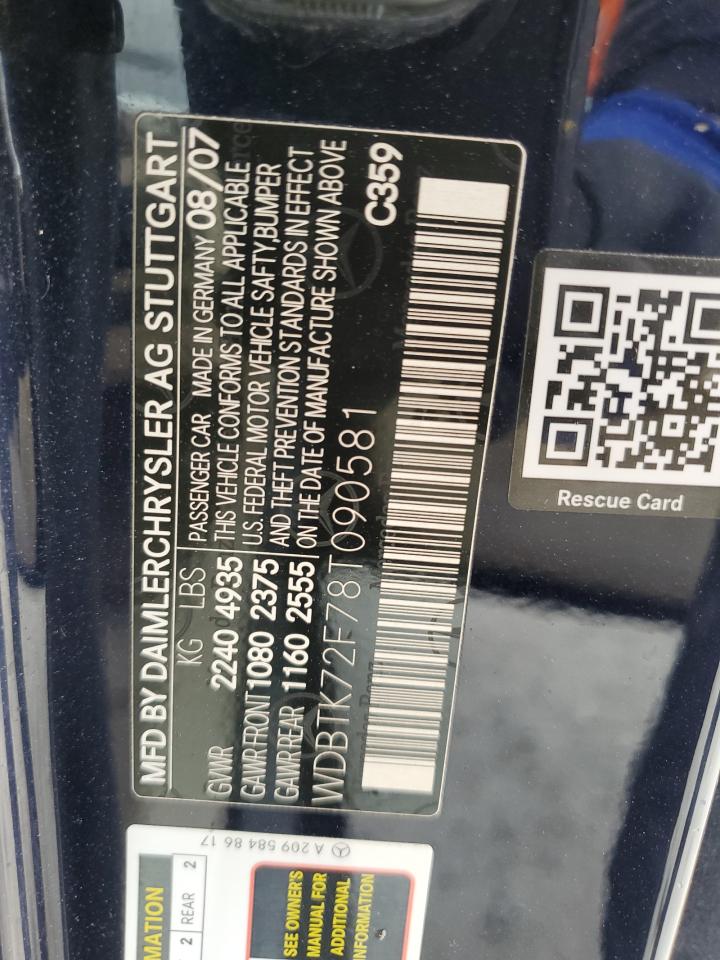 MFD BY DAIMLERCHRYSLER AG STUTTGART
KG LBS PASSENGER CAR MADE IN GERMANY 08/07
GVWR 2240 4935 THIS VEHICLE CONFORMS TO ALL APPLICABLE
GAWR FRONT 1080 2375 U.S. FEDERAL MOTOR VEHICLE SAFTY,BUMPER
GAWR REAR 1160 2555 AND THEFT PREVENTION STANDARDS IN EFFECT
ON THE DATE OF MANUFACTURE SHOWN ABOVE
WDBTK72F78T090581 C359
Rescue Card
A 209 584 86 17
MATION
2 REAR 2
SEE OWNER'S
MANUAL FOR
ADDITIONAL
INFORMATION